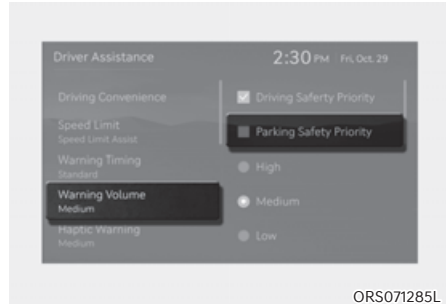 Driver Assistance
2:30 PM Fri, Oct. 29
Driving Convenience
Speed Limit
Speed Limit Assist
Warning Timing
Standard
Warning Volume
Medium
Haptic Warning
Medium
Driving Saferty Priority
Parking Safety Priority
High
Medium
Low
ORS071285L